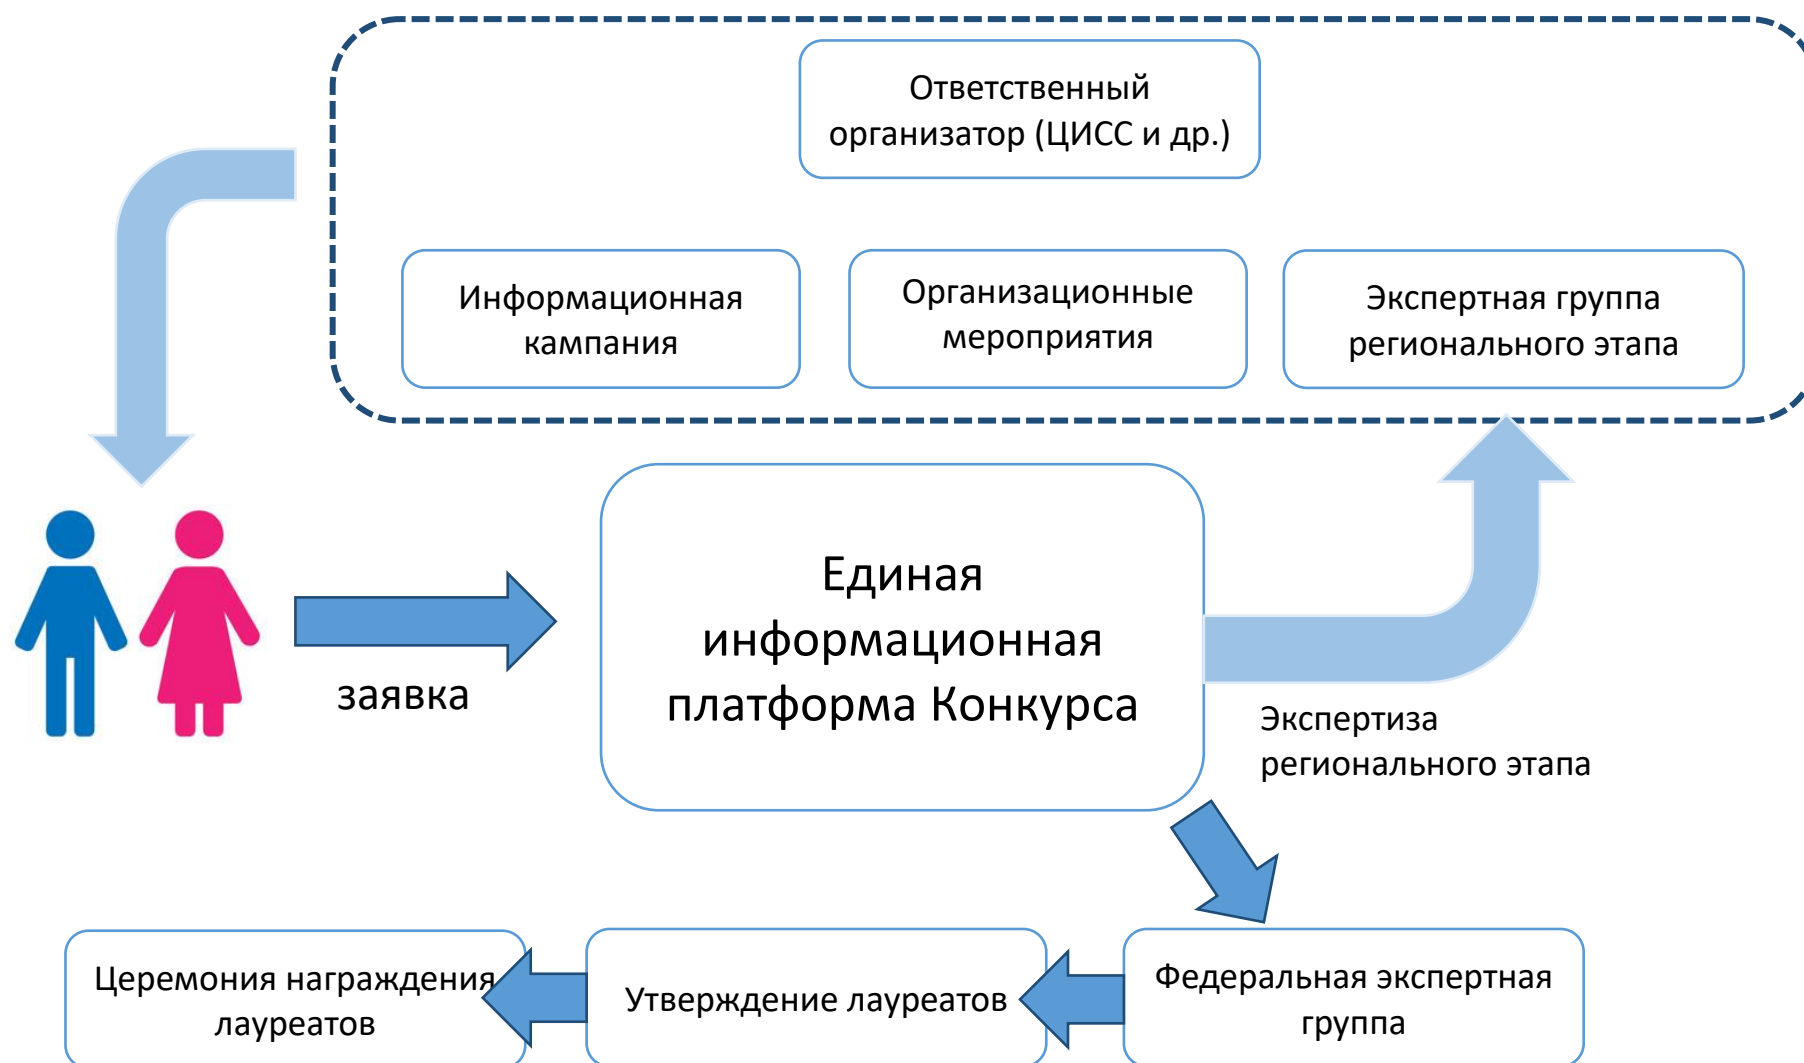 Ответственный
организатор (ЦИСС и др.)
Информационная
кампания
Организационные
мероприятия
Экспертная группа
регионального этапа
Единая
информационная
платформа Конкурса
заявка
Экспертиза
регионального этапа
Церемония награждения
лауреатов
Утверждение лауреатов
Федеральная экспертная
группа